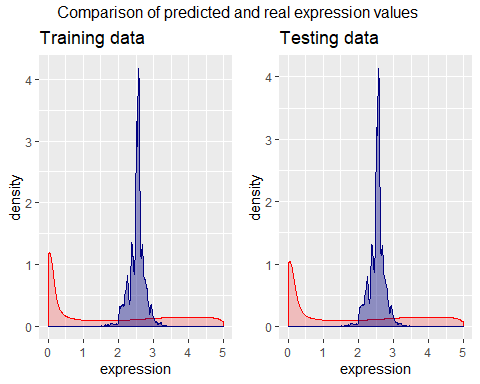 Comparison of predicted and real expression values
Training data
Testing data
4
3
2
1
0
density
0 1 2 3 4 5
expression
4
3
2
1
0
density
0 1 2 3 4 5
expression